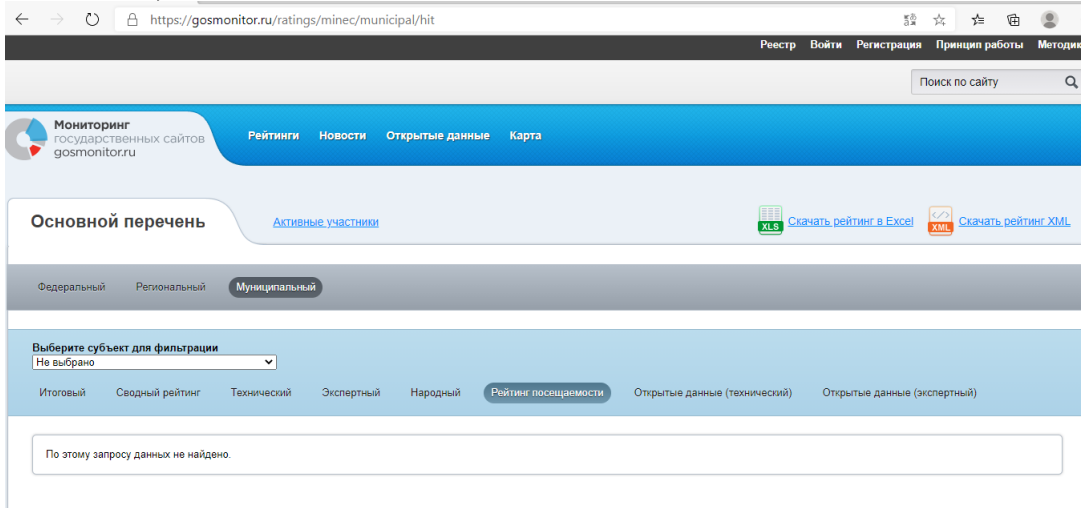 https://gosmonitor.ru/ratings/minec/municipal/hit
Реестр Войти Регистрация Принцип работы Методик
Поиск по сайту
Мониторинг
государственных сайтов
gosmonitor.ru
Рейтинги Новости Открытые данные Карта
Основной перечень Активные участники XLS Скачать рейтинг в Excel XML Скачать рейтинг XML
Федеральный Региональный Муниципальный
Выберите субъект для фильтрации
Не выбрано
Итоговый Сводный рейтинг Технический Экспертный Народный Рейтинг посещаемости Открытые данные (технический) Открытые данные (экспертный)
По этому запросу данных не найдено.